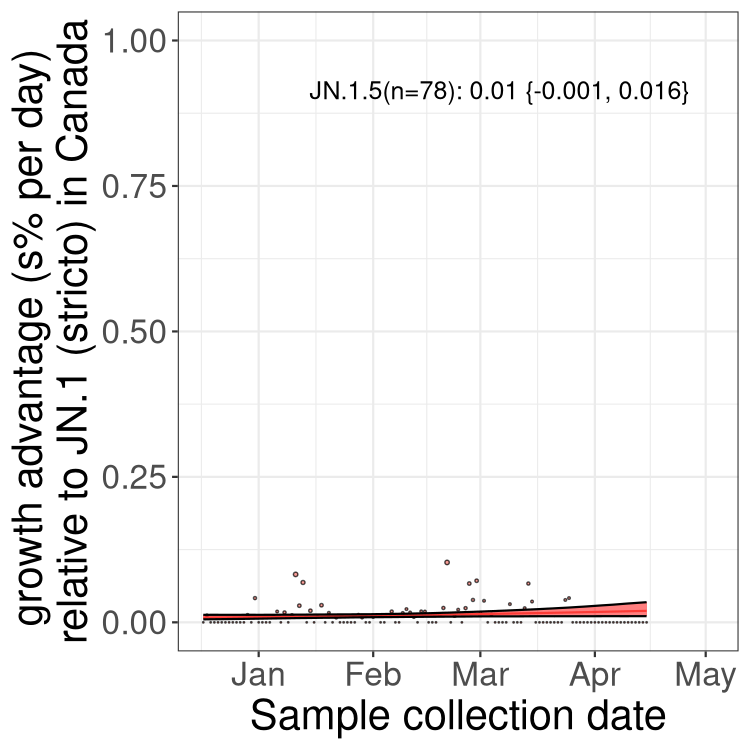 growth advantage (s% per day)
relative to JN.1 (stricto) in Canada
1.00
0.75
0.50
0.25
0.00
JN.1.5(n=78): 0.01 {-0.001, 0.016}
Jan Feb Mar Apr May
Sample collection date